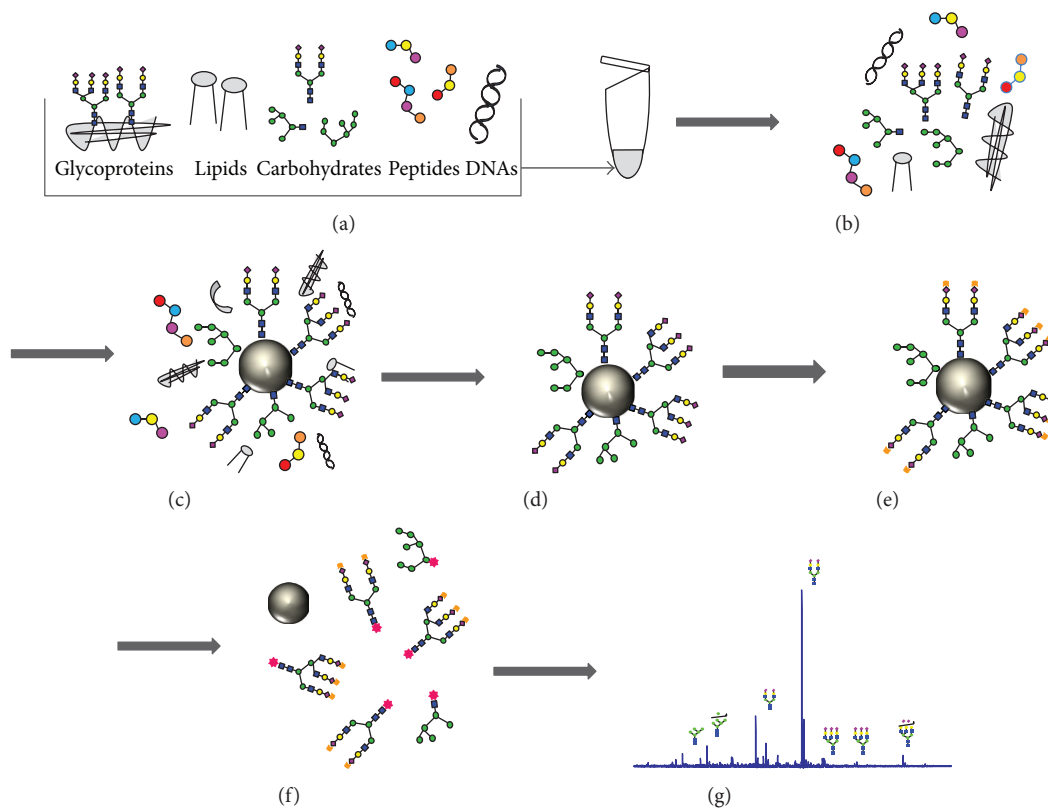 Glycoproteins Lipids Carbohydrates Peptides DNAs
(a)
(b)
(c)
(d)
(e)
(f)
(g)